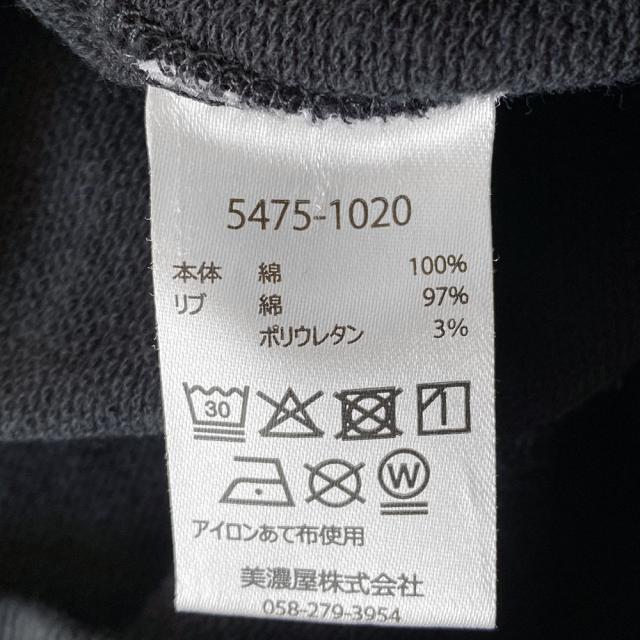 5475-1020
本体 綿 100%
リブ 綿 97%
ポリウレタン 3%
30
W
アイロンあて布使用
美濃屋株式会社
058-279-3954